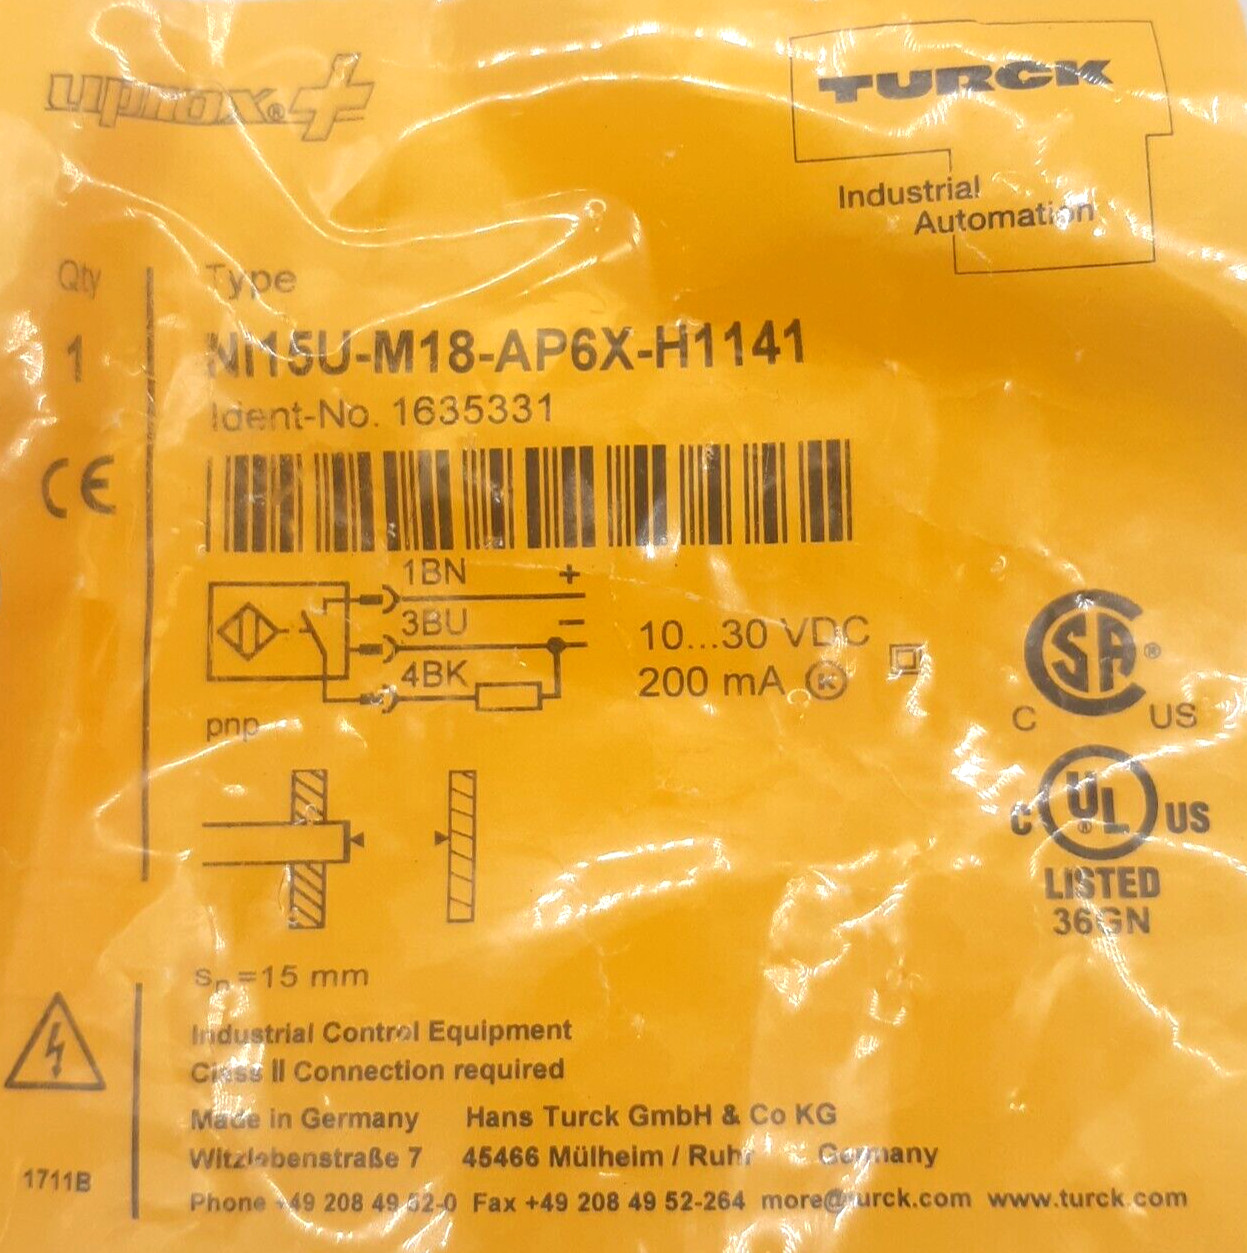 uprox®+
TURCK
Industrial
Automation
Qty
Type
1
NI15U-M18-AP6X-H1141
Ident-No. 1635331
CE
1BN +
3BU −
4BK
10...30 VDC
200 mA K
pnp
SA®
C US
C UL® US
LISTED
36GN
sn=15 mm
Industrial Control Equipment
Class II Connection required
Made in Germany Hans Turck GmbH & Co KG
Witzlebenstraße 7 45466 Mülheim / Ruhr Germany
1711B
Phone +49 208 49 52-0 Fax +49 208 49 52-264 more@turck.com www.turck.com